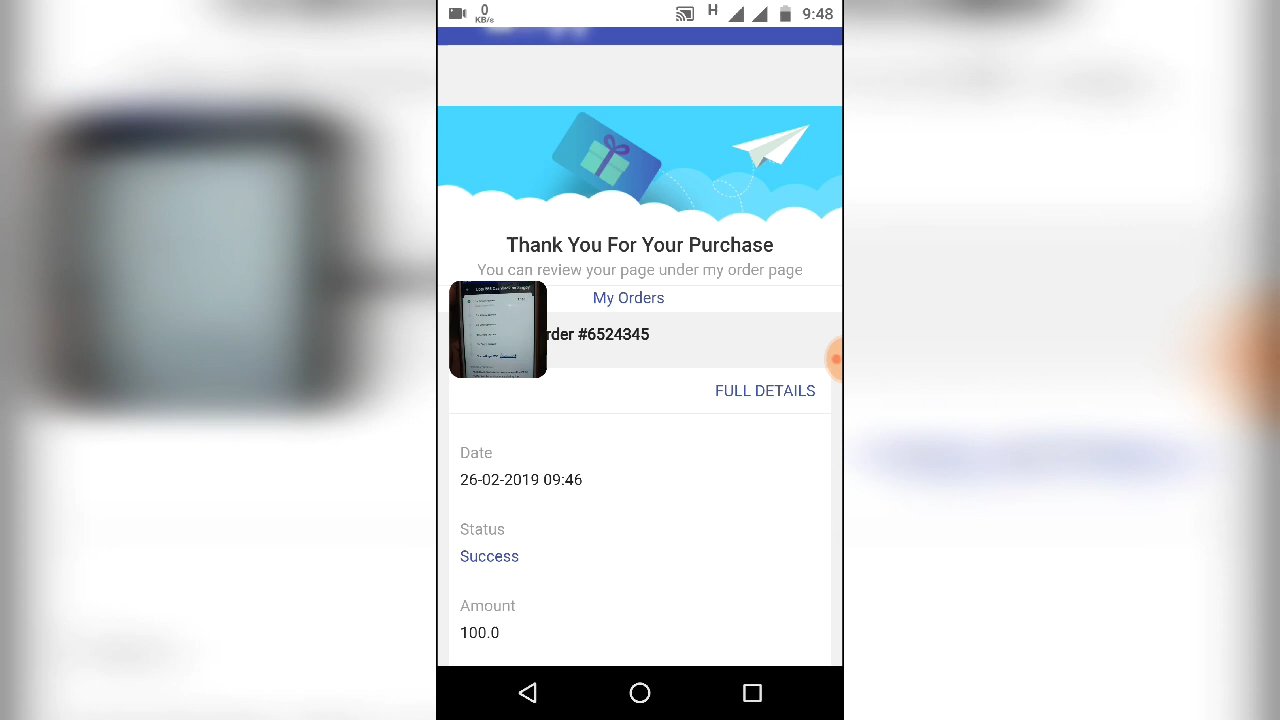 0
KB/s
H
9:48
Thank You For Your Purchase
You can review your page under my order page
My Orders
rder #6524345
FULL DETAILS
Date
26-02-2019 09:46
Status
Success
Amount
100.0